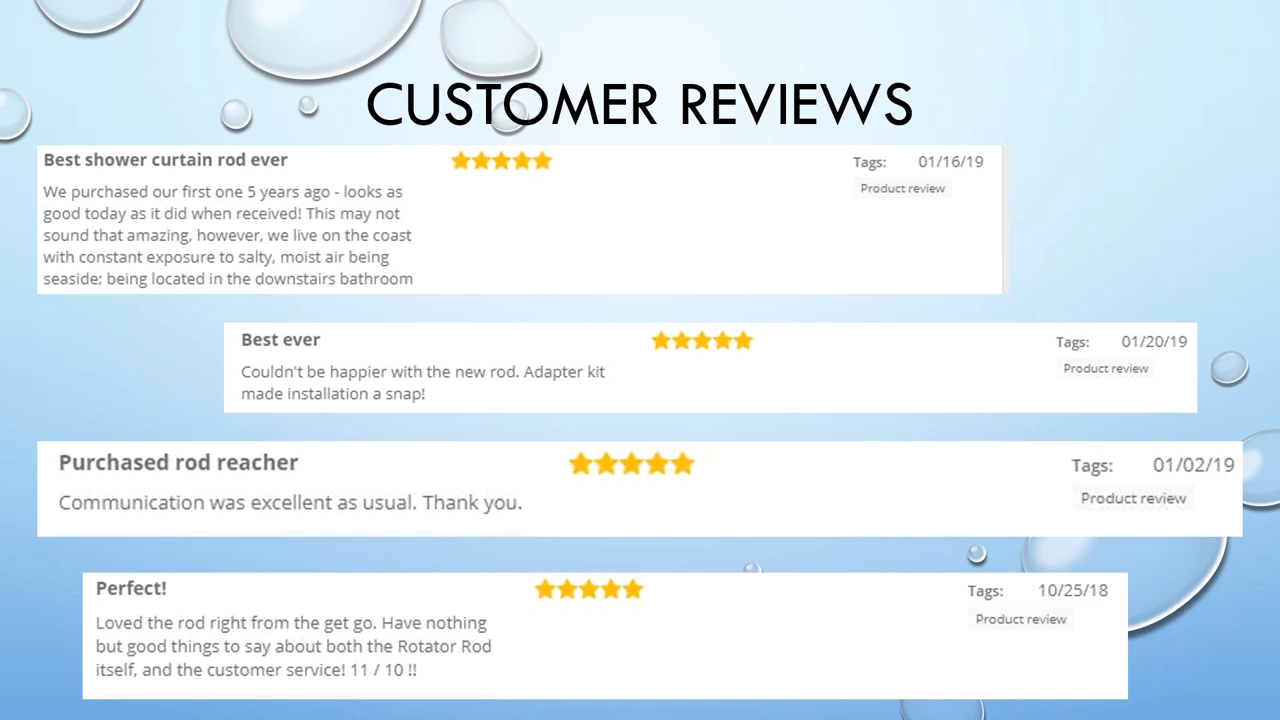 CUSTOMER REVIEWS
Best shower curtain rod ever
Tags: 01/16/19
Product review
We purchased our first one 5 years ago - looks as
good today as it did when received! This may not
sound that amazing, however, we live on the coast
with constant exposure to salty, moist air being
seaside; being located in the downstairs bathroom
Best ever
Tags: 01/20/19
Product review
Couldn't be happier with the new rod. Adapter kit
made installation a snap!
Purchased rod reacher
Tags: 01/02/19
Product review
Communication was excellent as usual. Thank you.
Perfect!
Tags: 10/25/18
Product review
Loved the rod right from the get go. Have nothing
but good things to say about both the Rotator Rod
itself, and the customer service! 11 / 10 !!